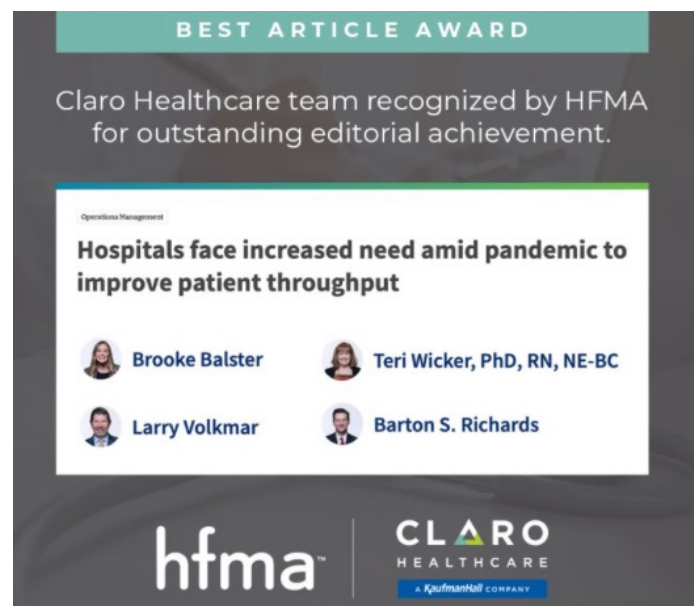 BEST ARTICLE AWARD
Claro Healthcare team recognized by HFMA
for outstanding editorial achievement.
Operations Management
Hospitals face increased need amid pandemic to
improve patient throughput
Brooke Balster
Teri Wicker, PhD, RN, NE-BC
Larry Volkmar
Barton S. Richards
hfma™
CLARO
HEALTHCARE
A KaufmanHall COMPANY